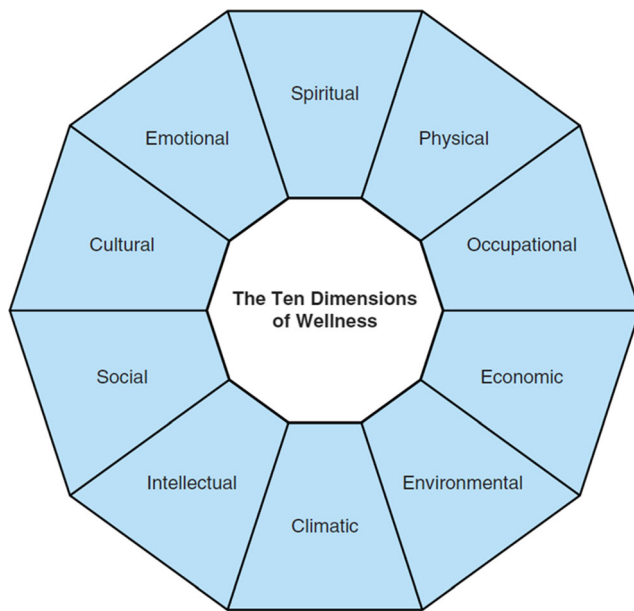 Spiritual
Physical
Occupational
Economic
Environmental
Climatic
Intellectual
Social
Cultural
Emotional
The Ten Dimensions
of Wellness